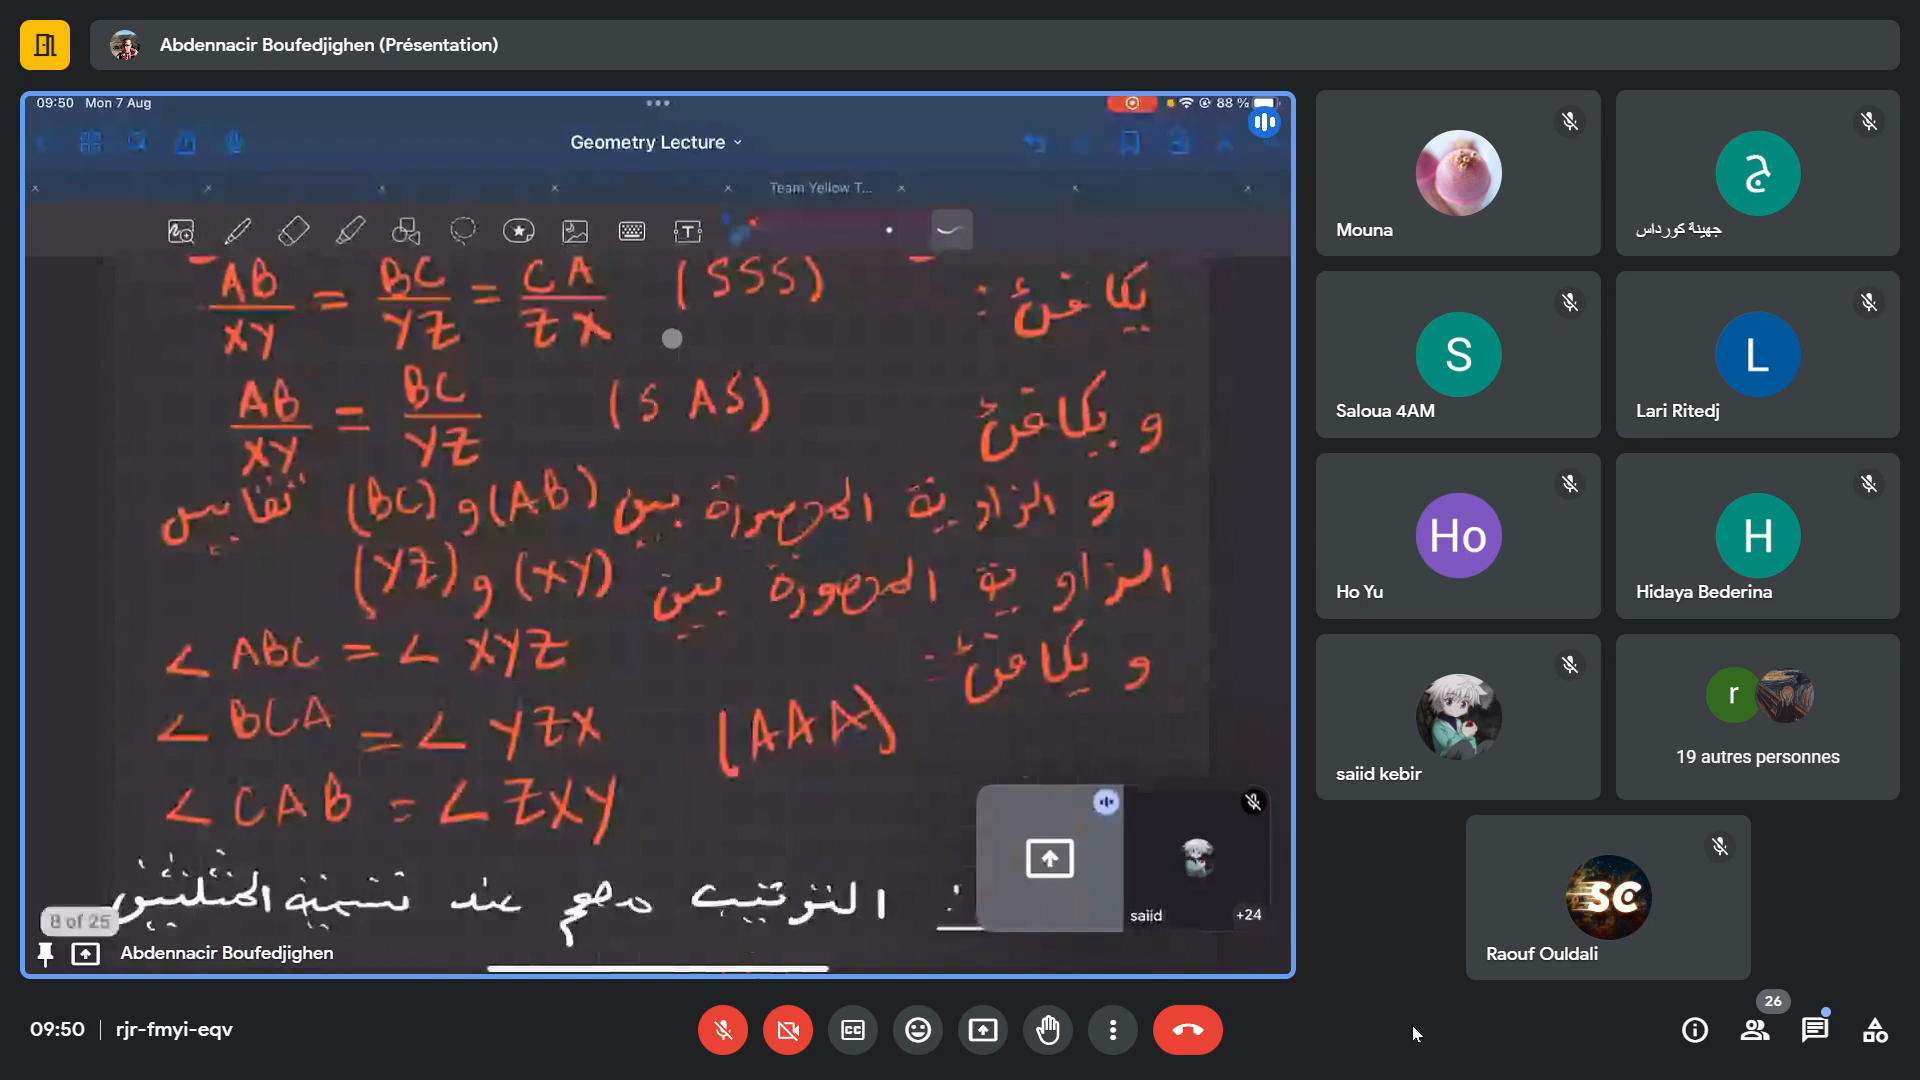 Abdennacir Boufedjighen (Présentation)
09:50 Mon 7 Aug
88 %
Geometry Lecture
Team Yellow T...
AB/XY = BC/YZ = CA/ZX (SSS) يكافئ :
AB/XY = BC/YZ (SAS) و يكافئ
و الزاوية المحصورة بين (AB) و (BC) تقايس
الزاوية المحصورة بين (XY) و (YZ)
و يكافئ :
∠ ABC = ∠ XYZ
∠ BCA = ∠ YZX (AAA)
∠ CAB = ∠ ZXY
: الترتيب مهم عند تسمية المثلثين
8 of 25
saiid
+24
Abdennacir Boufedjighen
Mouna
جهينة كورداس
ج
Saloua 4AM
S
Lari Ritedj
L
Ho Yu
Ho
Hidaya Bederina
H
saiid kebir
r
19 autres personnes
SC
Raouf Ouldali
09:50 | rjr-fmyi-eqv
CC
26